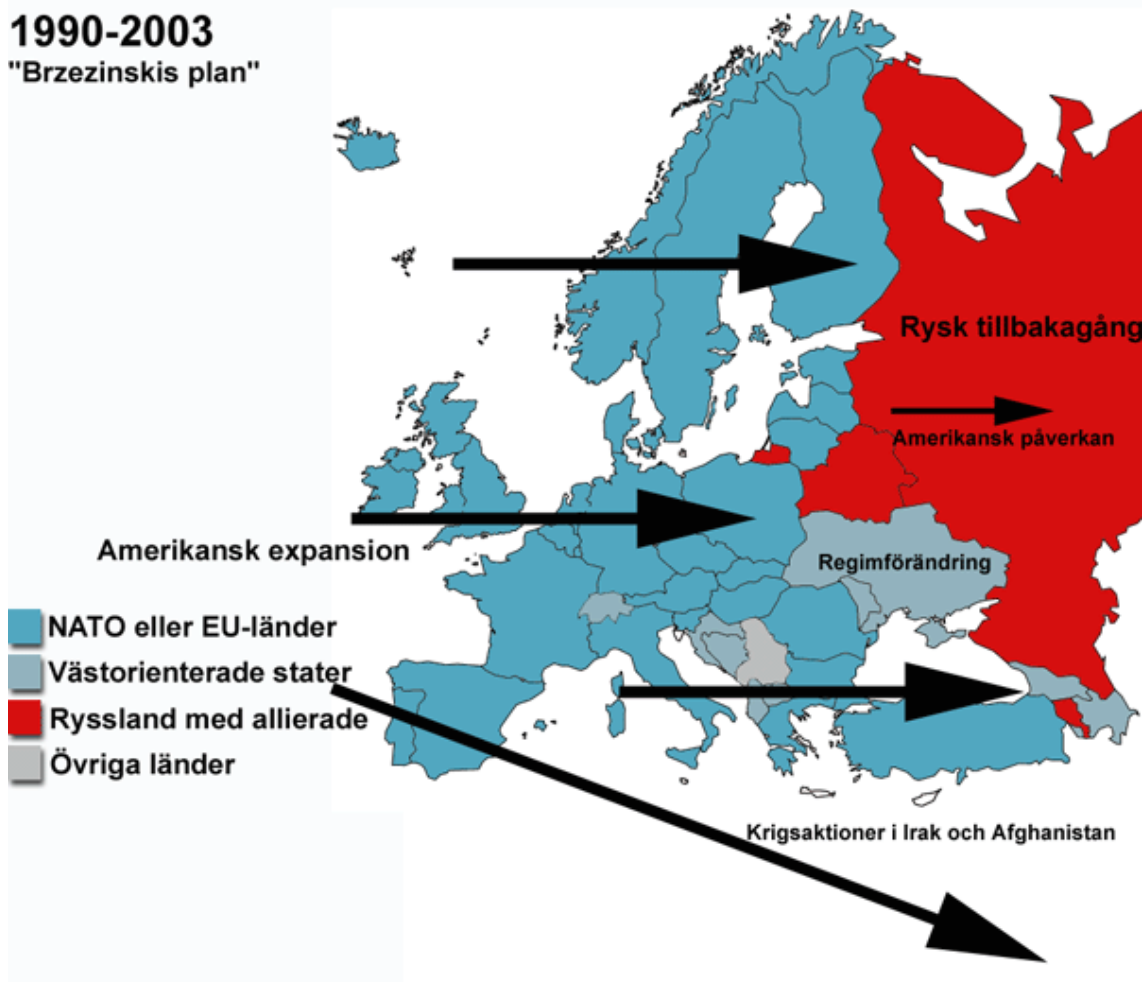 1990-2003
"Brzezinskis plan"
Rysk tillbakagång
Amerikansk påverkan
Amerikansk expansion
Regimförändring
NATO eller EU-länder
Västorienterade stater
Ryssland med allierade
Övriga länder
Krigsaktioner i Irak och Afghanistan